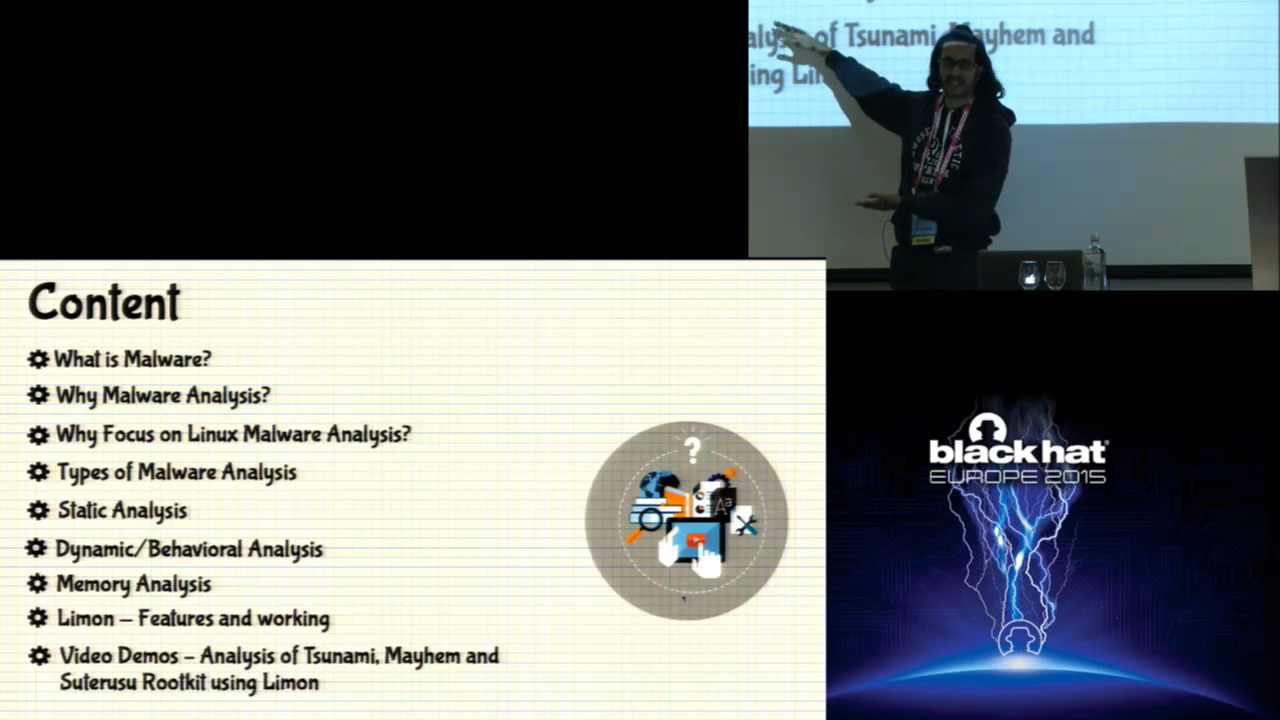 alysis of Tsunami, Mayhem and
ing Lim
Content
What is Malware?
Why Malware Analysis?
Why Focus on Linux Malware Analysis?
Types of Malware Analysis
Static Analysis
Dynamic/Behavioral Analysis
Memory Analysis
Limon – Features and working
Video Demos – Analysis of Tsunami, Mayhem and
Suterusu Rootkit using Limon
?
Aa
black hat®
EUROPE 2015